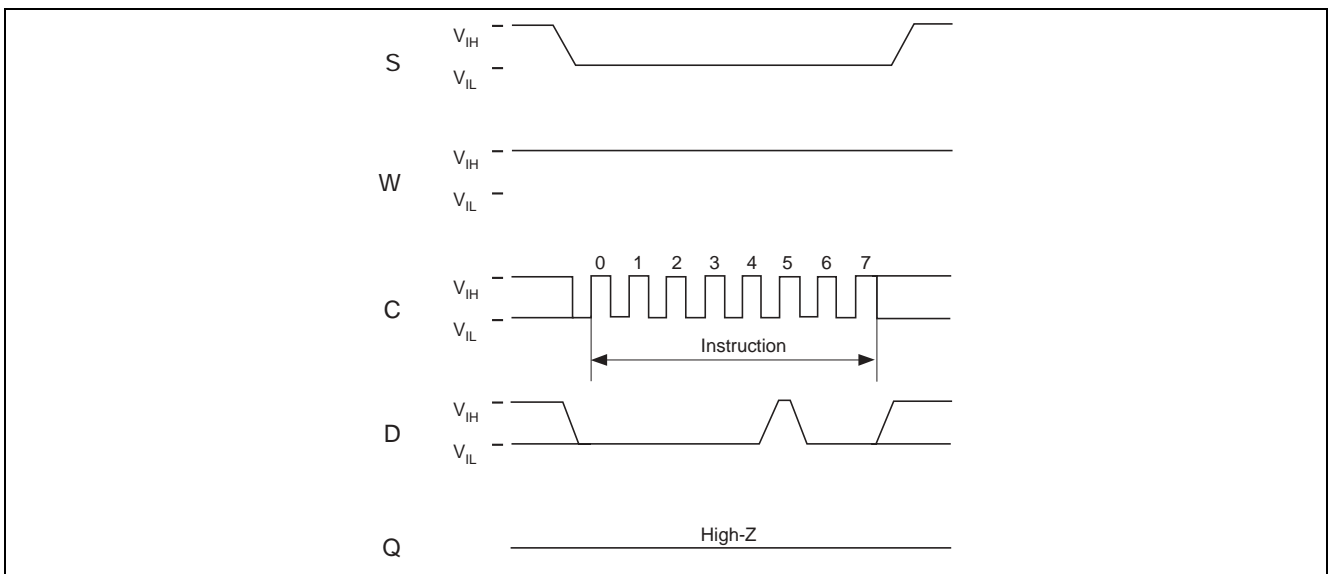 S
V_IH
V_IL
W
V_IH
V_IL
C
V_IH
V_IL
0 1 2 3 4 5 6 7
Instruction
D
V_IH
V_IL
Q
High-Z